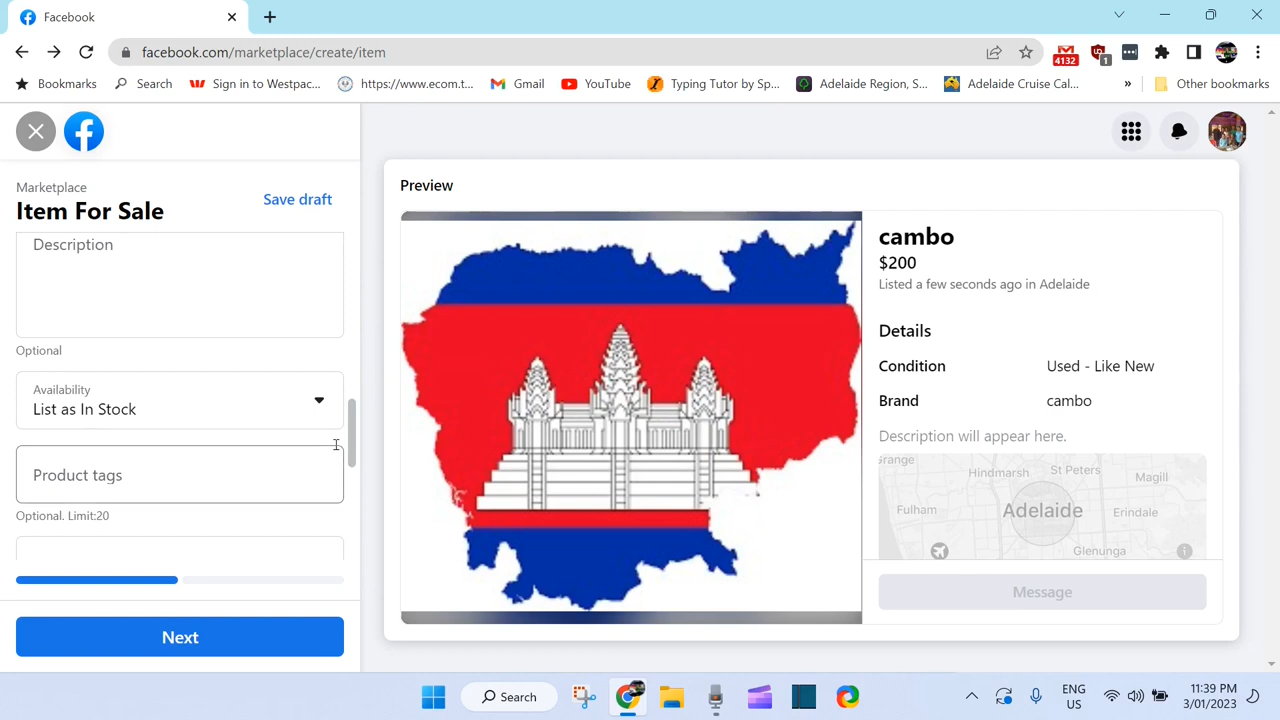 Facebook
facebook.com/marketplace/create/item
4132
1
Bookmarks
Search
Sign in to Westpac...
https://www.ecom.t...
Gmail
YouTube
Typing Tutor by Sp...
Adelaide Region, S...
Adelaide Cruise Cal...
»
Other bookmarks
Marketplace
Item For Sale
Save draft
Description
Optional
Availability
List as In Stock
Product tags
Optional. Limit:20
Next
Preview
cambo
$200
Listed a few seconds ago in Adelaide
Details
Condition Used - Like New
Brand cambo
Description will appear here.
Hindmarsh
St Peters
Magill
Fulham
Adelaide
Erindale
Glenunga
Message
Search
ENG
US
11:39 PM
3/01/2023